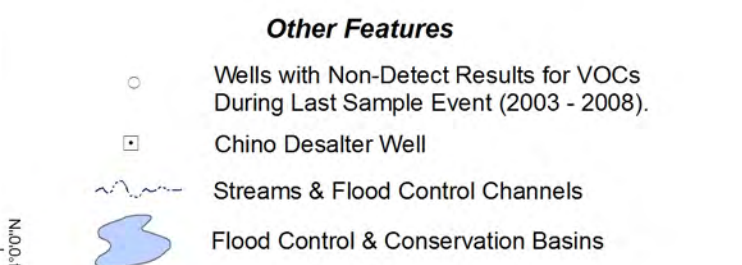 Other Features
Wells with Non-Detect Results for VOCs
During Last Sample Event (2003 - 2008).
Chino Desalter Well
Streams & Flood Control Channels
Flood Control & Conservation Basins